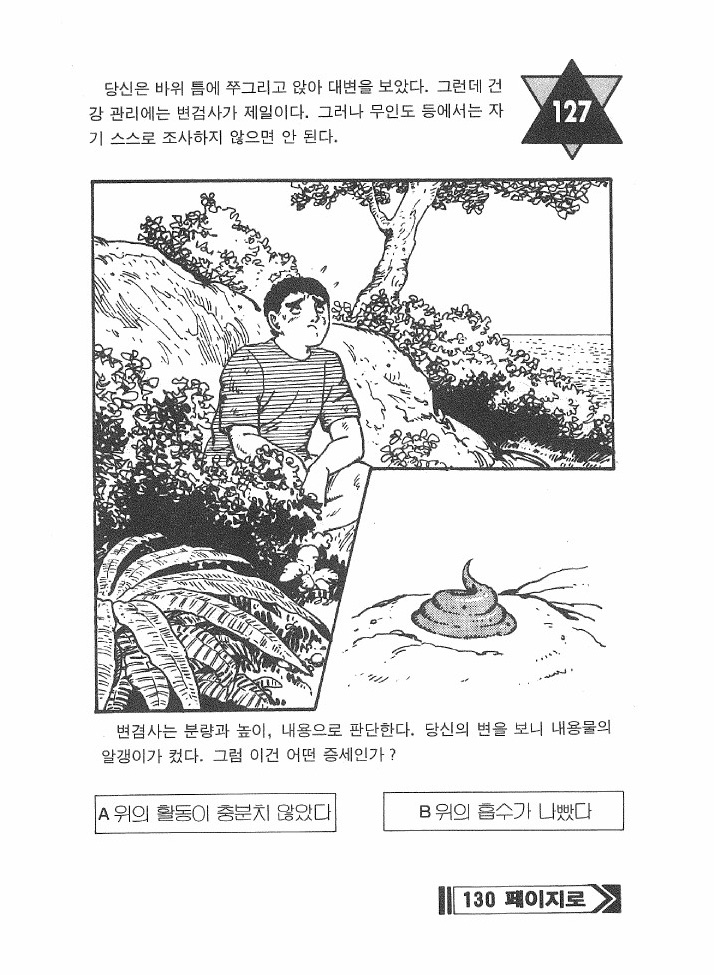 당신은 바위 틈에 쭈그리고 앉아 대변을 보았다. 그런데 건
강 관리에는 변검사가 제일이다. 그러나 무인도 등에서는 자
기 스스로 조사하지 않으면 안 된다.
127
변겸사는 분량과 높이, 내용으로 판단한다. 당신의 변을 보니 내용물의
알갱이가 컸다. 그럼 이건 어떤 증세인가?
A 위의 활동이 충분치 않았다
B 위의 흡수가 나빴다
130 페이지로